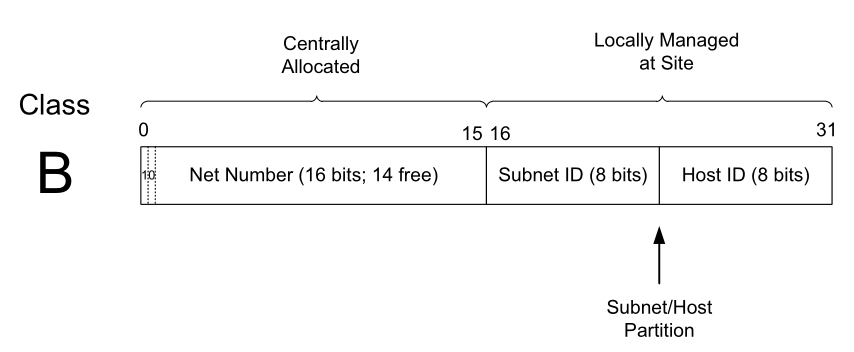 Centrally
Allocated
Locally Managed
at Site
Class
0
15 16
31
B
10
Net Number (16 bits; 14 free)
Subnet ID (8 bits)
Host ID (8 bits)
Subnet/Host
Partition